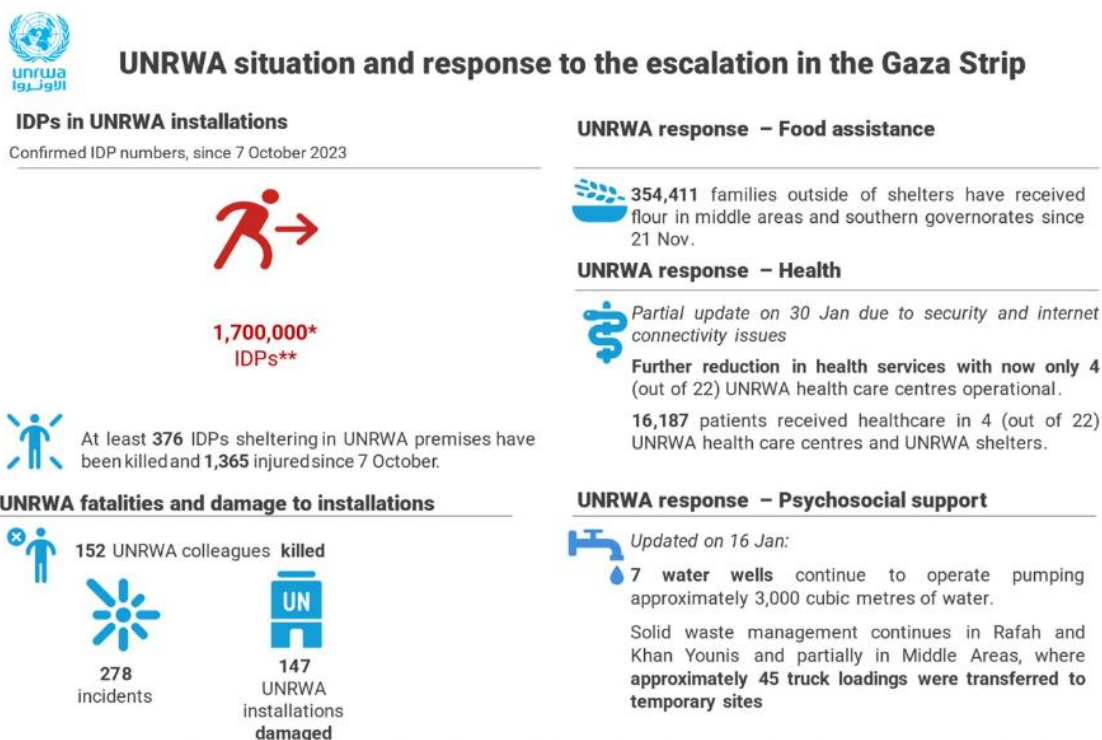 unrwa
الأونروا
UNRWA situation and response to the escalation in the Gaza Strip
IDPs in UNRWA installations
Confirmed IDP numbers, since 7 October 2023
1,700,000*
IDPs**
At least 376 IDPs sheltering in UNRWA premises have
been killed and 1,365 injured since 7 October.
UNRWA fatalities and damage to installations
152 UNRWA colleagues killed
278
incidents
UN
147
UNRWA
installations
damaged
UNRWA response – Food assistance
354,411 families outside of shelters have received
flour in middle areas and southern governorates since
21 Nov.
UNRWA response – Health
Partial update on 30 Jan due to security and internet
connectivity issues
Further reduction in health services with now only 4
(out of 22) UNRWA health care centres operational.
16,187 patients received healthcare in 4 (out of 22)
UNRWA health care centres and UNRWA shelters.
UNRWA response – Psychosocial support
Updated on 16 Jan:
7 water wells continue to operate pumping
approximately 3,000 cubic metres of water.
Solid waste management continues in Rafah and
Khan Younis and partially in Middle Areas, where
approximately 45 truck loadings were transferred to
temporary sites